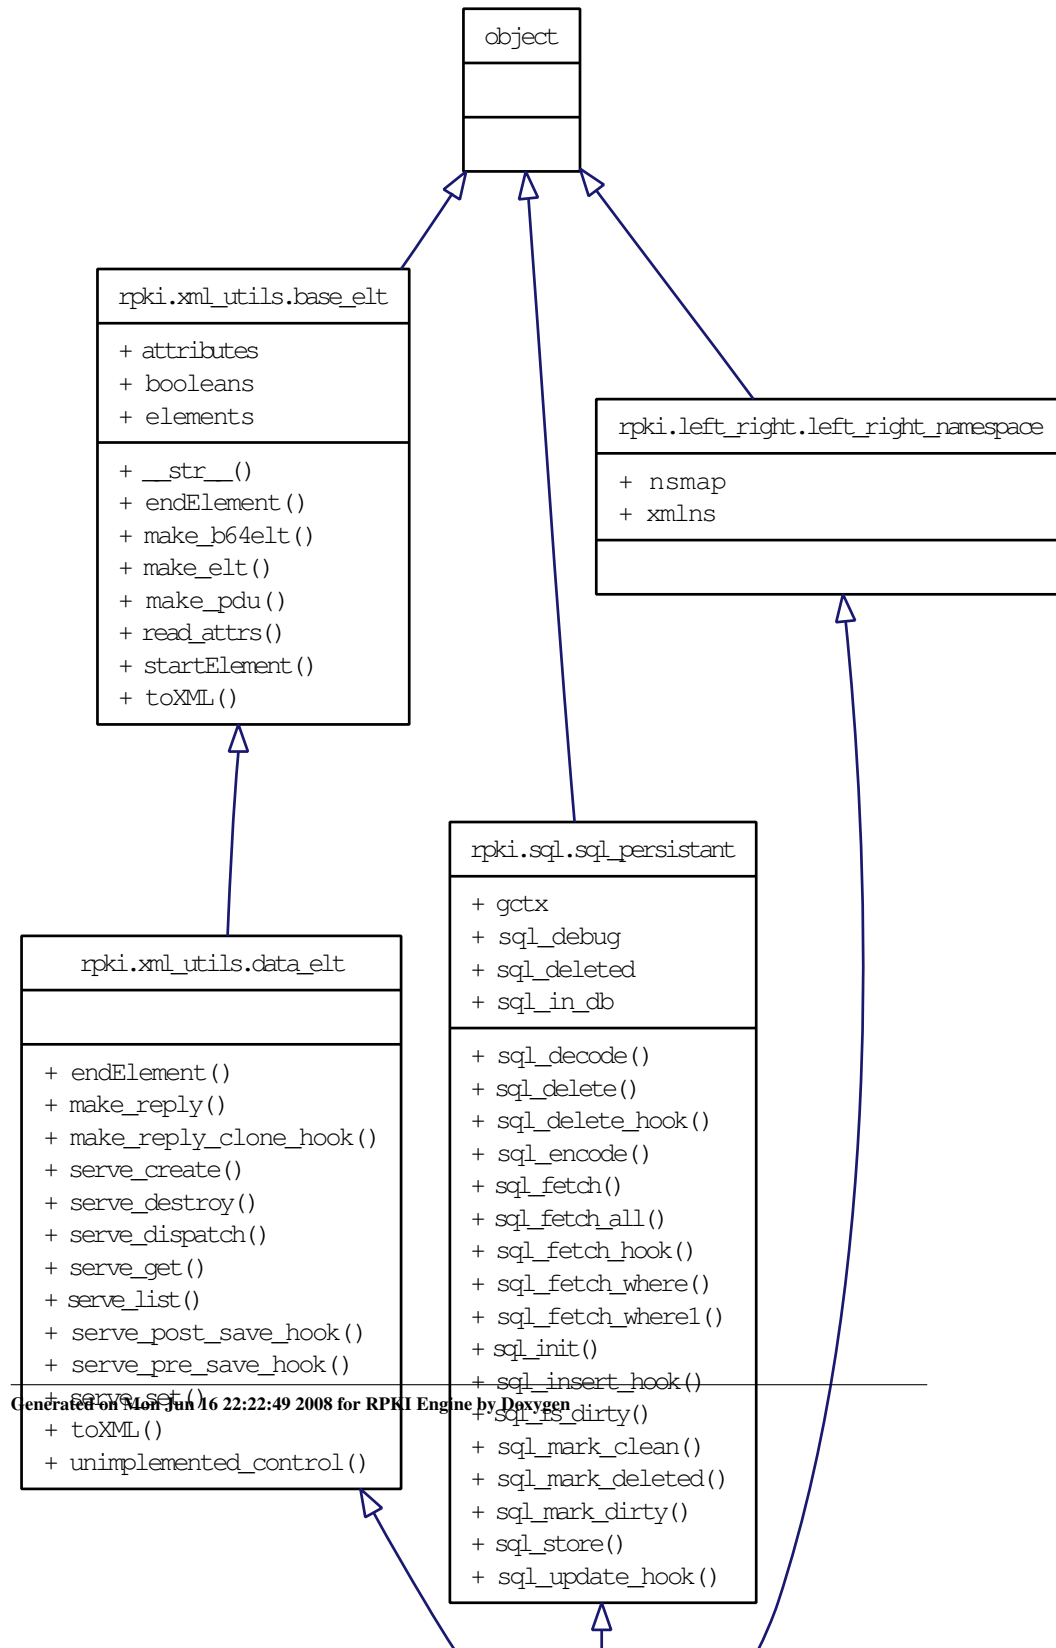 object
rpki.xml_utils.base_elt
+ attributes
+ booleans
+ elements
+ __str__()
+ endElement()
+ make_b64elt()
+ make_elt()
+ make_pdu()
+ read_attrs()
+ startElement()
+ toXML()
rpki.left_right.left_right_namespace
+ nsmap
+ xmlns
rpki.sql.sql_persistant
+ gctx
+ sql_debug
+ sql_deleted
+ sql_in_db
+ sql_decode()
+ sql_delete()
+ sql_delete_hook()
+ sql_encode()
+ sql_fetch()
+ sql_fetch_all()
+ sql_fetch_hook()
+ sql_fetch_where()
+ sql_fetch_where1()
+ sql_init()
+ sql_insert_hook()
+ sql_is_dirty()
+ sql_mark_clean()
+ sql_mark_deleted()
+ sql_mark_dirty()
+ sql_store()
+ sql_update_hook()
rpki.xml_utils.data_elt
+ endElement()
+ make_reply()
+ make_reply_clone_hook()
+ serve_create()
+ serve_destroy()
+ serve_dispatch()
+ serve_get()
+ serve_list()
+ serve_post_save_hook()
+ serve_pre_save_hook()
+ serve_set()
+ toXML()
+ unimplemented_control()
Generated on Mon Jun 16 22:22:49 2008 for RPKI Engine by Doxygen